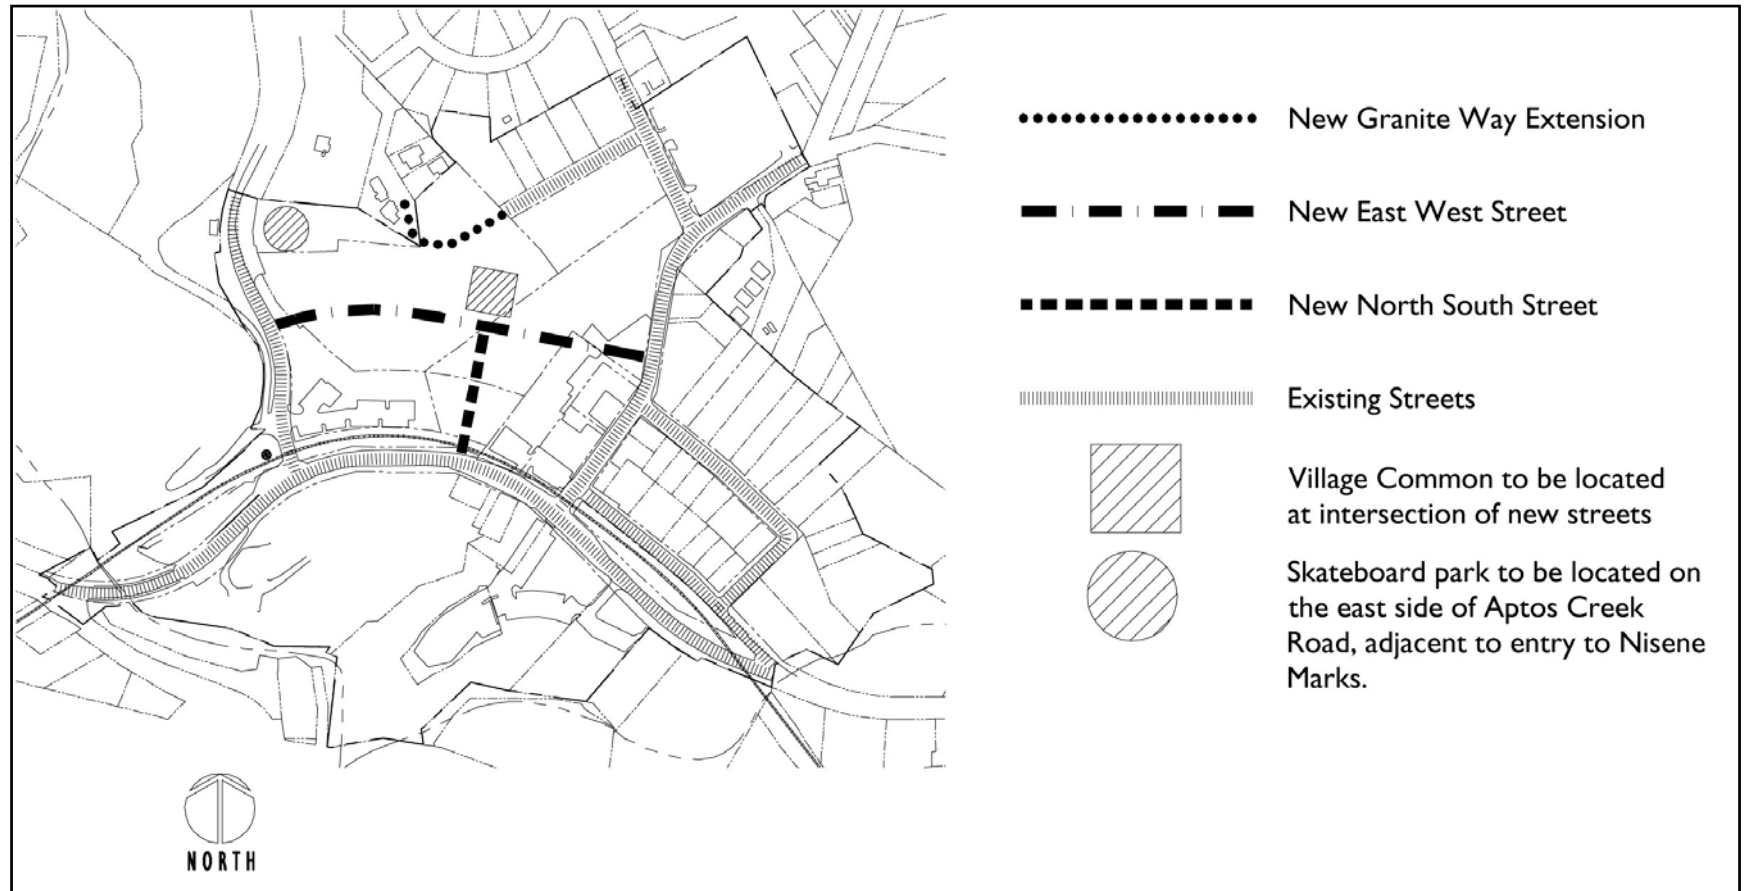 New Granite Way Extension
New East West Street
New North South Street
Existing Streets
Village Common to be located
at intersection of new streets
Skateboard park to be located on
the east side of Aptos Creek
Road, adjacent to entry to Nisene
Marks.
NORTH